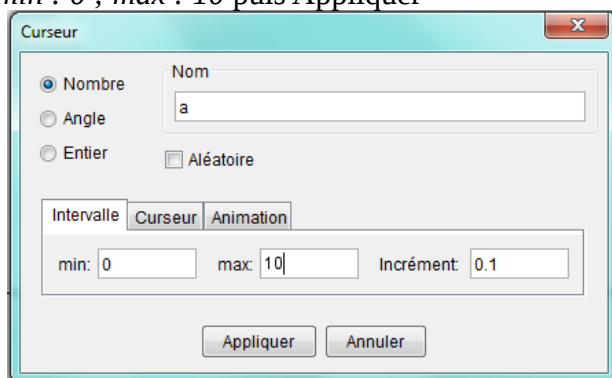 min : 0 ; max : 10 puis Appliquer
Curseur
Nombre
Nom
a
Angle
Entier
Aléatoire
Intervalle Curseur Animation
min: 0 max: 10 Incrément: 0.1
Appliquer Annuler